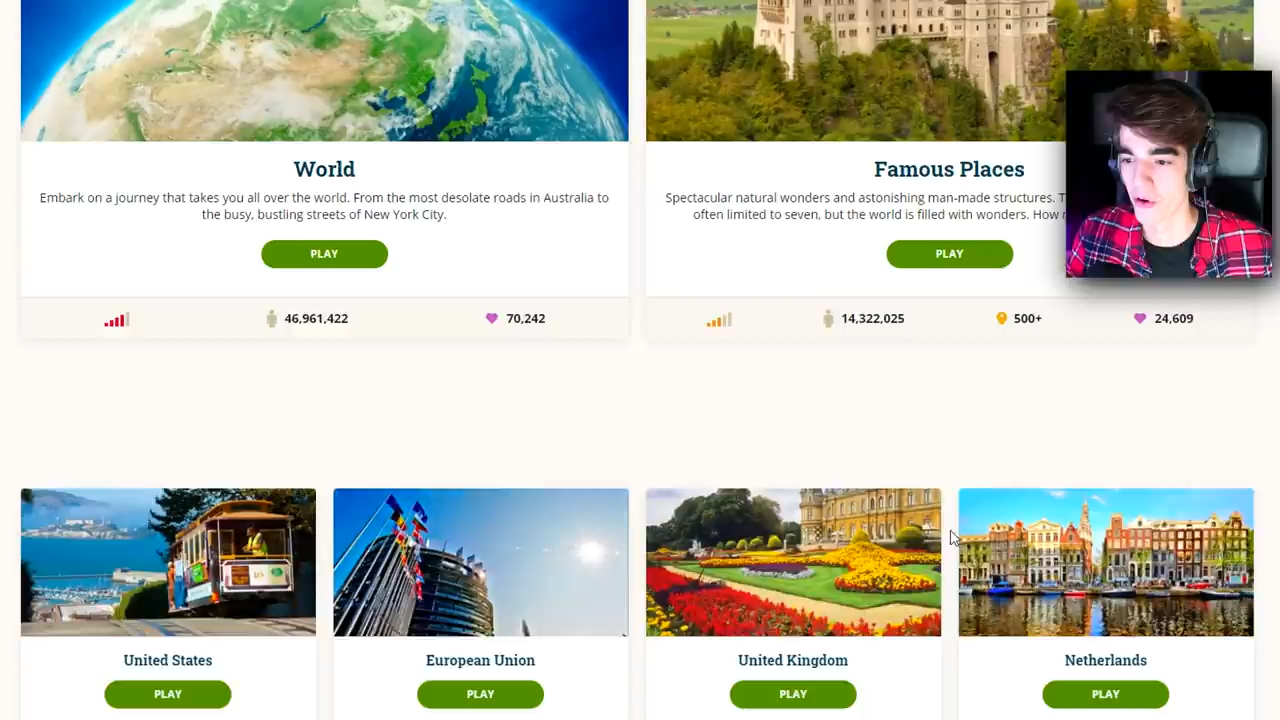 World
Embark on a journey that takes you all over the world. From the most desolate roads in Australia to
the busy, bustling streets of New York City.
PLAY
46,961,422
70,242
Famous Places
Spectacular natural wonders and astonishing man-made structures.
often limited to seven, but the world is filled with wonders. How
PLAY
14,322,025
500+
24,609
United States
PLAY
European Union
PLAY
United Kingdom
PLAY
Netherlands
PLAY